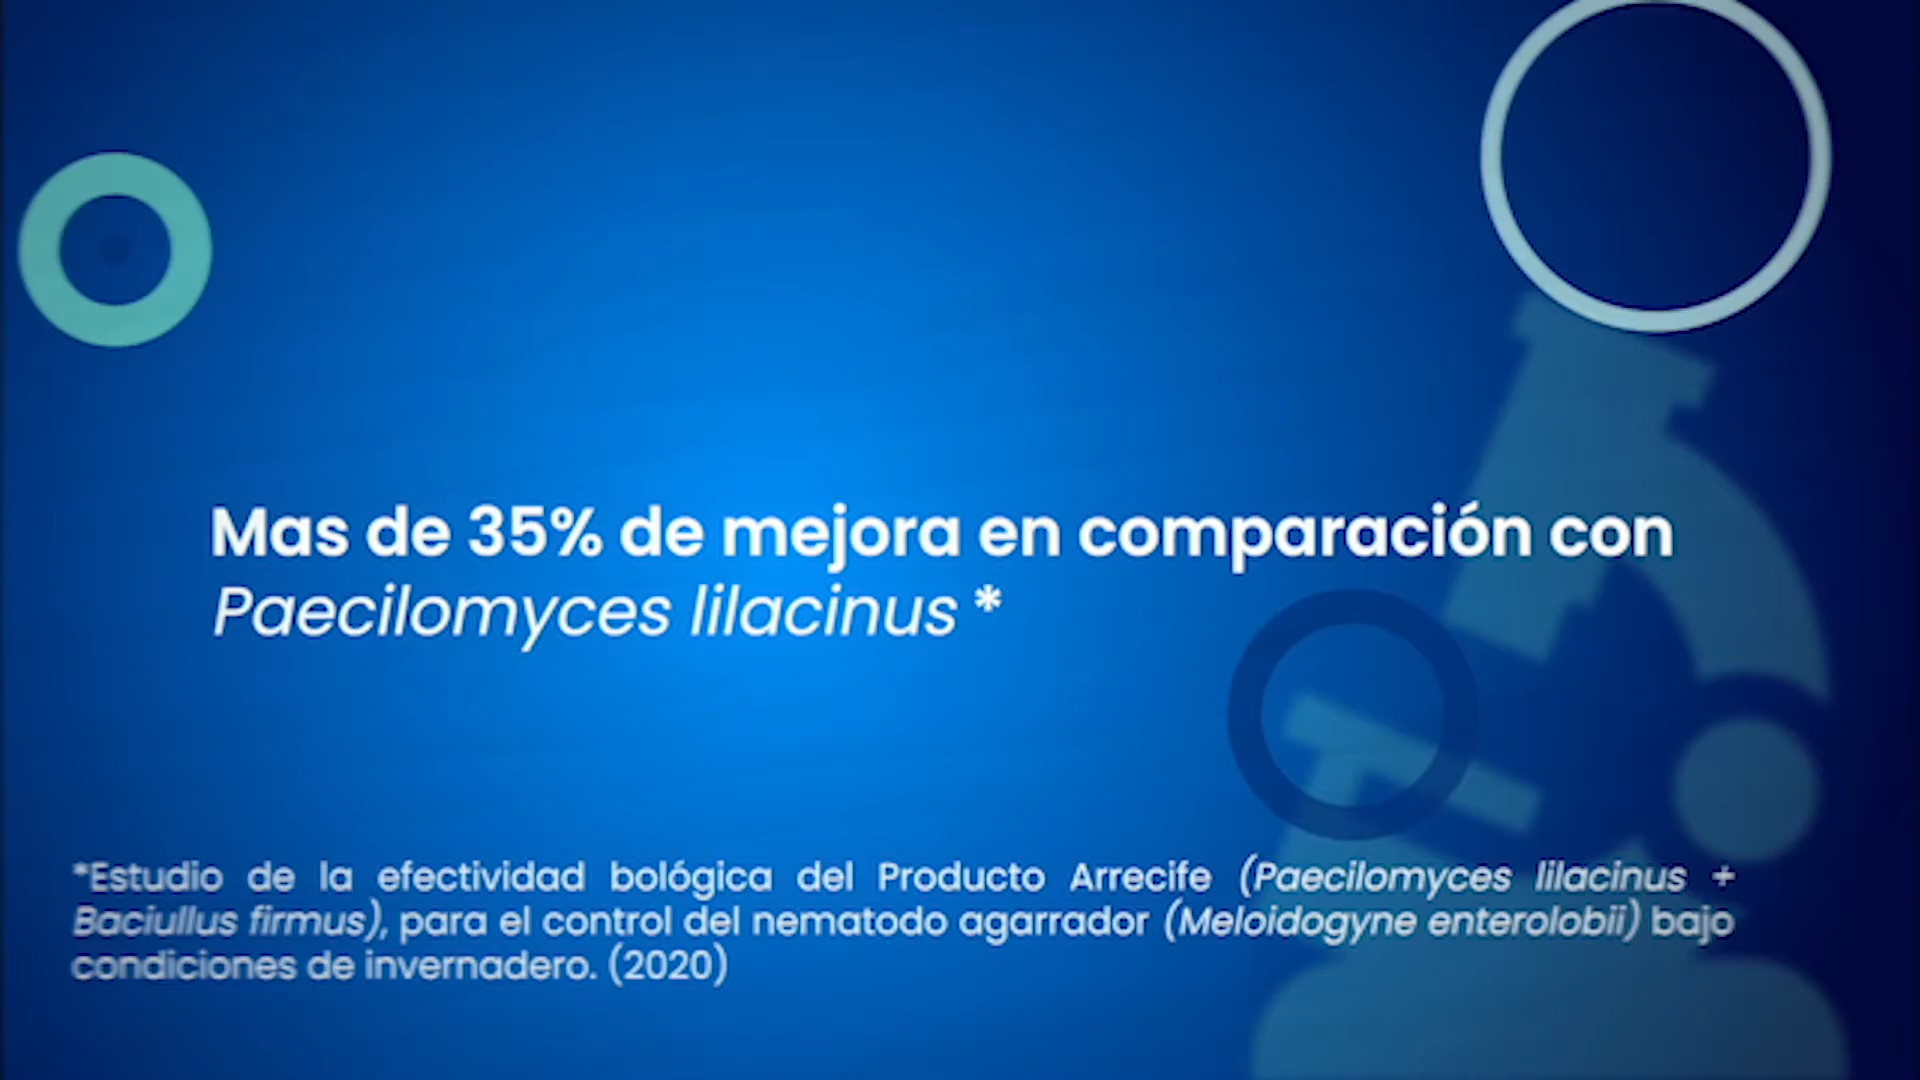 Mas de 35% de mejora en comparación con
Paecilomyces lilacinus *
*Estudio de la efectividad bológica del Producto Arrecife (Paecilomyces lilacinus +
Baciullus firmus), para el control del nematodo agarrador (Meloidogyne enterolobii) bajo
condiciones de invernadero. (2020)